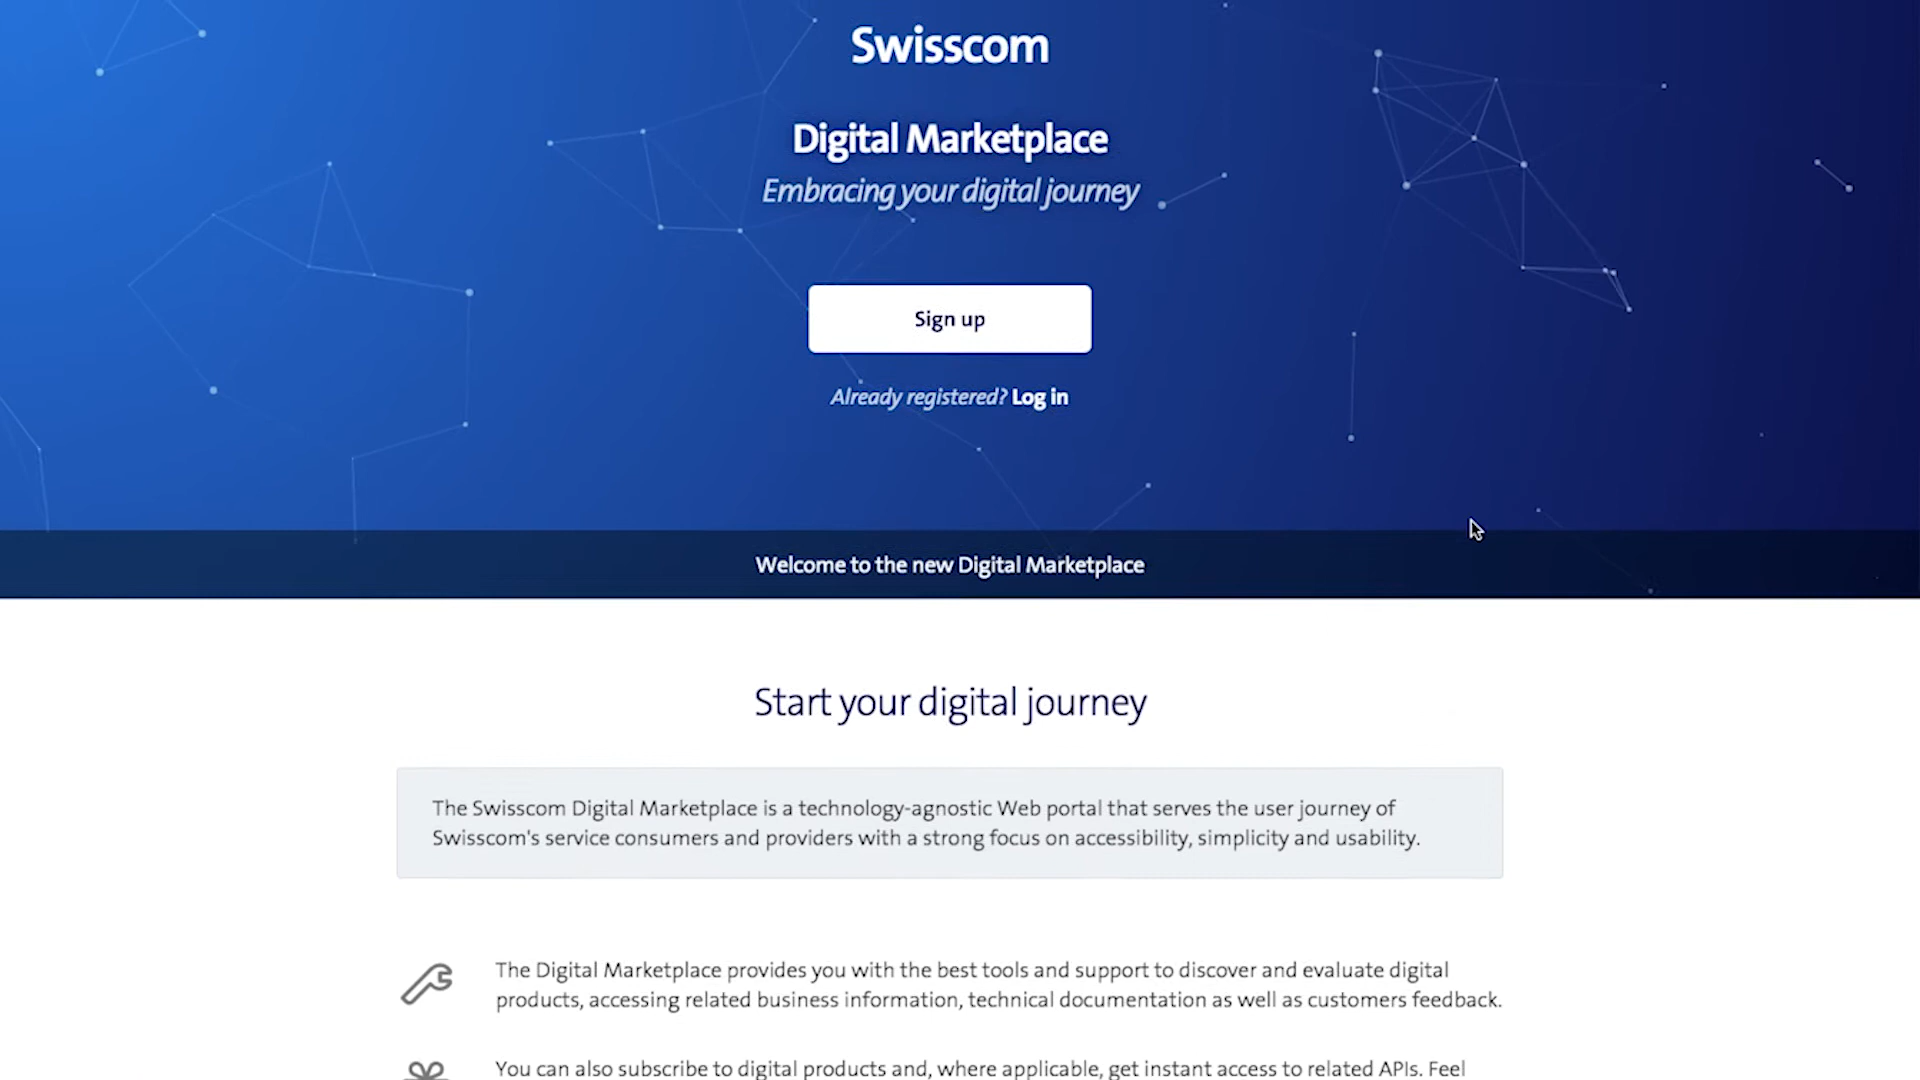 Swisscom
Digital Marketplace
Embracing your digital journey
Sign up
Already registered? Log in
Welcome to the new Digital Marketplace
Start your digital journey
The Swisscom Digital Marketplace is a technology-agnostic Web portal that serves the user journey of
Swisscom's service consumers and providers with a strong focus on accessibility, simplicity and usability.
The Digital Marketplace provides you with the best tools and support to discover and evaluate digital
products, accessing related business information, technical documentation as well as customers feedback.
You can also subscribe to digital products and, where applicable, get instant access to related APIs. Feel